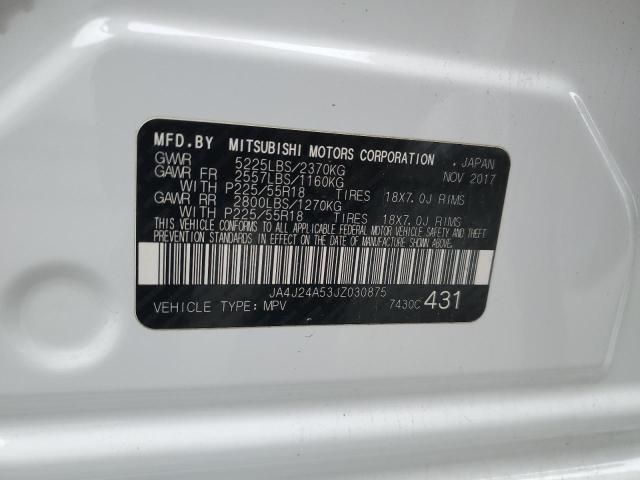 MFD.BY MITSUBISHI MOTORS CORPORATION . JAPAN
GVWR 5225LBS/2370KG NOV 2017
GAWR FR 2557LBS/1160KG
WITH P225/55R18 TIRES 18X7.0J RIMS
GAWR RR 2800LBS/1270KG
WITH P225/55R18 TIRES 18X7.0J RIMS
THIS VEHICLE CONFORMS TO ALL APPLICABLE FEDERAL MOTOR VEHICLE SAFETY BUMPER AND THEFT
PREVENTION STANDARDS IN EFFECT ON THE DATE OF MANUFACTURE SHOWN ABOVE.
JA4J24A53JZ030875
VEHICLE TYPE: MPV 7430C 431